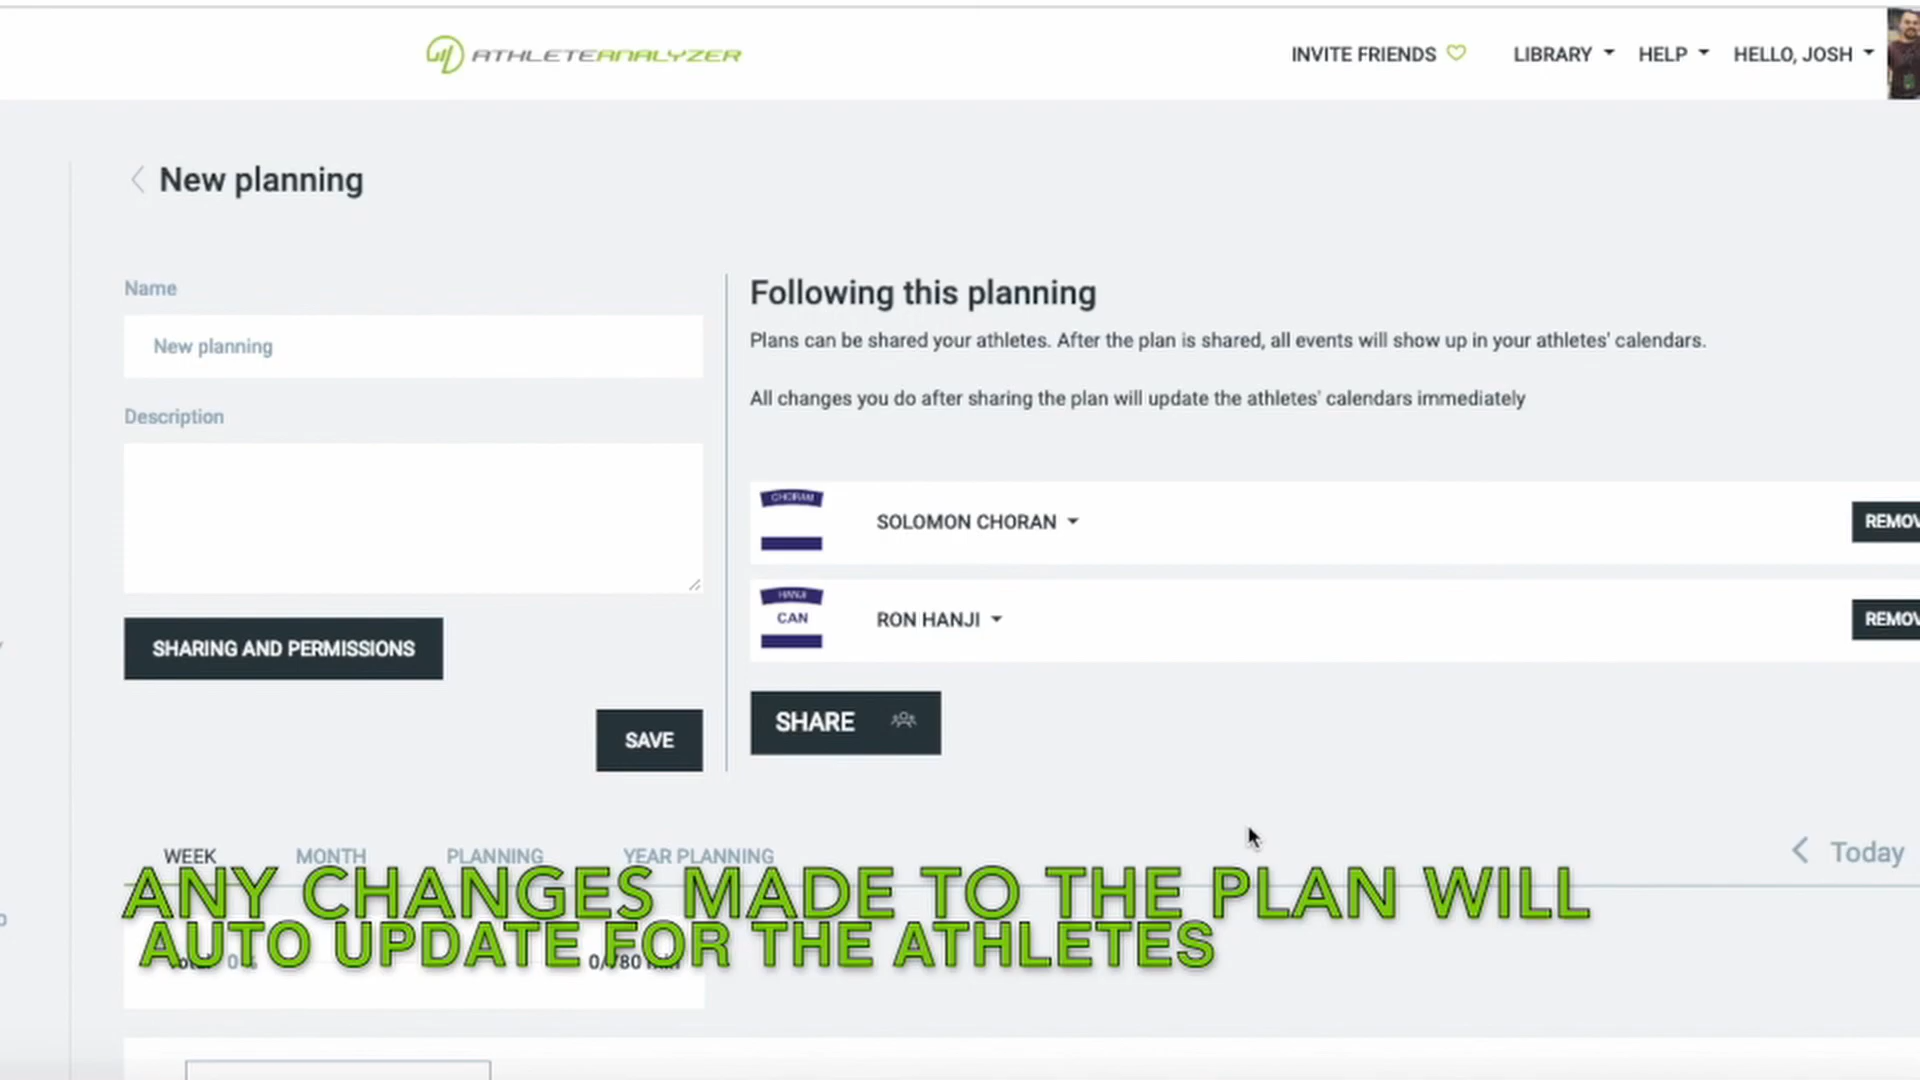 ATHLETEANALYZER
INVITE FRIENDS LIBRARY HELP HELLO, JOSH
New planning
Name
New planning
Description
SHARING AND PERMISSIONS
SAVE
Following this planning
Plans can be shared your athletes. After the plan is shared, all events will show up in your athletes' calendars.
All changes you do after sharing the plan will update the athletes' calendars immediately
CHORAN
SOLOMON CHORAN
REMOV
HANJI
CAN
RON HANJI
REMOV
SHARE
WEEK MONTH PLANNING YEAR PLANNING
Today
ANY CHANGES MADE TO THE PLAN WILL
AUTO UPDATE FOR THE ATHLETES